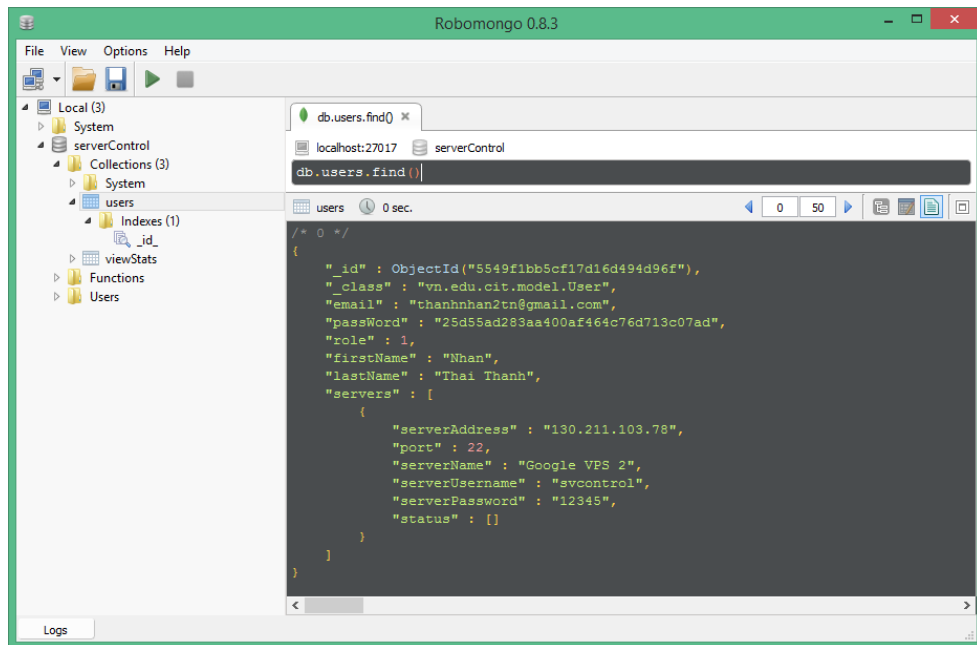 Robomongo 0.8.3
File View Options Help
Local (3)
System
serverControl
Collections (3)
System
users
Indexes (1)
_id_
viewStats
Functions
Users
db.users.find()
localhost:27017 serverControl
db.users.find()
users 0 sec. 0 50
/* 0 */
{
"_id" : ObjectId("5549f1bb5cf17d16d494d96f"),
"_class" : "vn.edu.cit.model.User",
"email" : "thanhnhan2tn@gmail.com",
"passWord" : "25d55ad283aa400af464c76d713c07ad",
"role" : 1,
"firstName" : "Nhan",
"lastName" : "Thai Thanh",
"servers" : [
{
"serverAddress" : "130.211.103.78",
"port" : 22,
"serverName" : "Google VPS 2",
"serverUsername" : "svcontrol",
"serverPassword" : "12345",
"status" : []
}
]
}
Logs